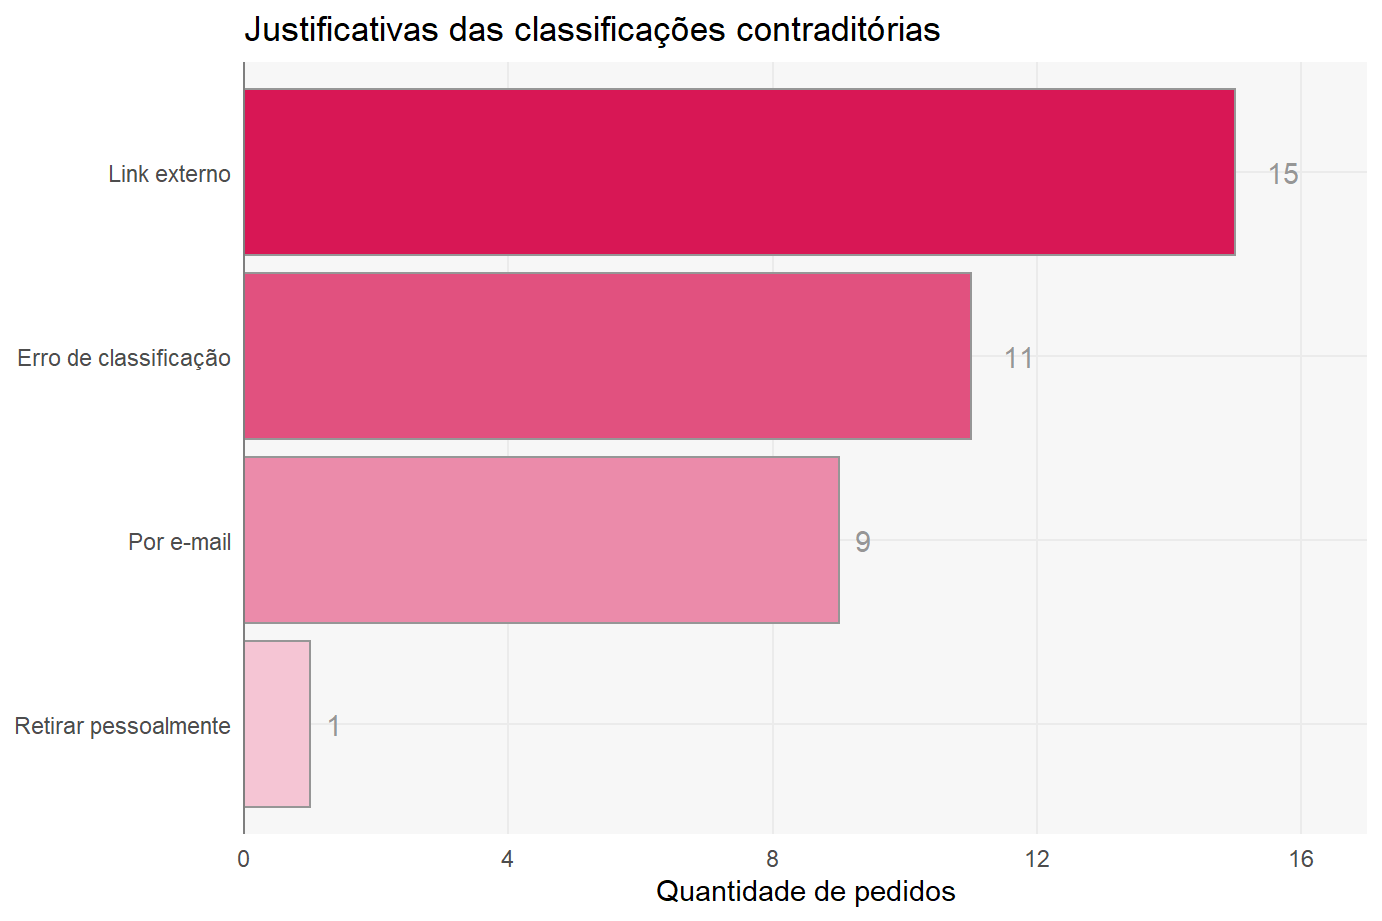 Justificativas das classificações contraditórias
Link externo
15
Erro de classificação
11
Por e-mail
9
Retirar pessoalmente
1
0 4 8 12 16
Quantidade de pedidos